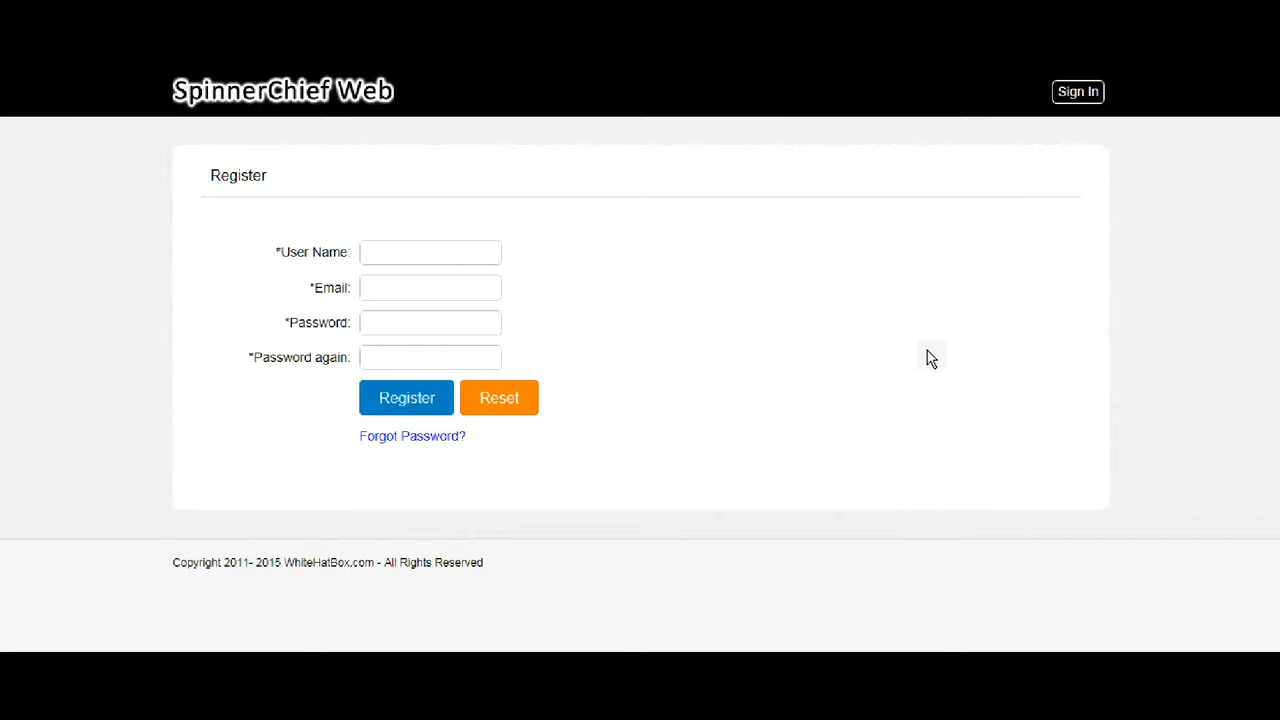 SpinnerChief Web
Sign In
Register
*User Name:
*Email:
*Password:
*Password again:
Register Reset
Forgot Password?
Copyright 2011- 2015 WhiteHatBox.com - All Rights Reserved